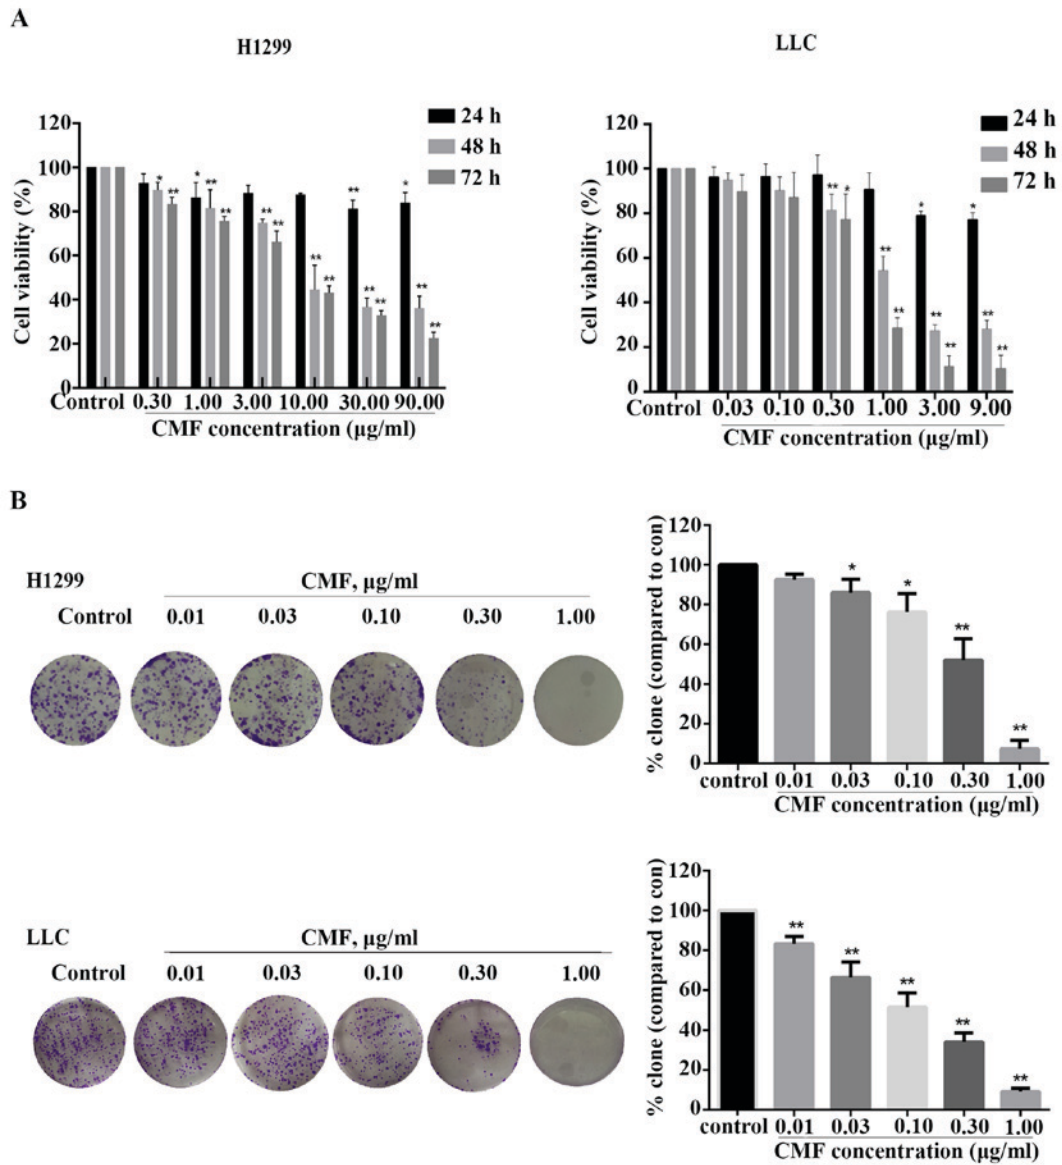 A
H1299
LLC
24 h
48 h
72 h
Cell viability (%)
120
100
80
60
40
20
0
* ** * ** ** ** ** ** ** ** ** ** * ** **
Control 0.30 1.00 3.00 10.00 30.00 90.00
CMF concentration (µg/ml)
24 h
48 h
72 h
Cell viability (%)
120
100
80
60
40
20
0
** * ** ** * ** ** * ** **
Control 0.03 0.10 0.30 1.00 3.00 9.00
CMF concentration (µg/ml)
B
H1299
CMF, µg/ml
Control 0.01 0.03 0.10 0.30 1.00
% clone (compared to con)
120
100
80
60
40
20
0
* * ** **
control 0.01 0.03 0.10 0.30 1.00
CMF concentration (µg/ml)
LLC
CMF, µg/ml
Control 0.01 0.03 0.10 0.30 1.00
% clone (compared to con)
120
100
80
60
40
20
0
** ** ** ** **
control 0.01 0.03 0.10 0.30 1.00
CMF concentration (µg/ml)